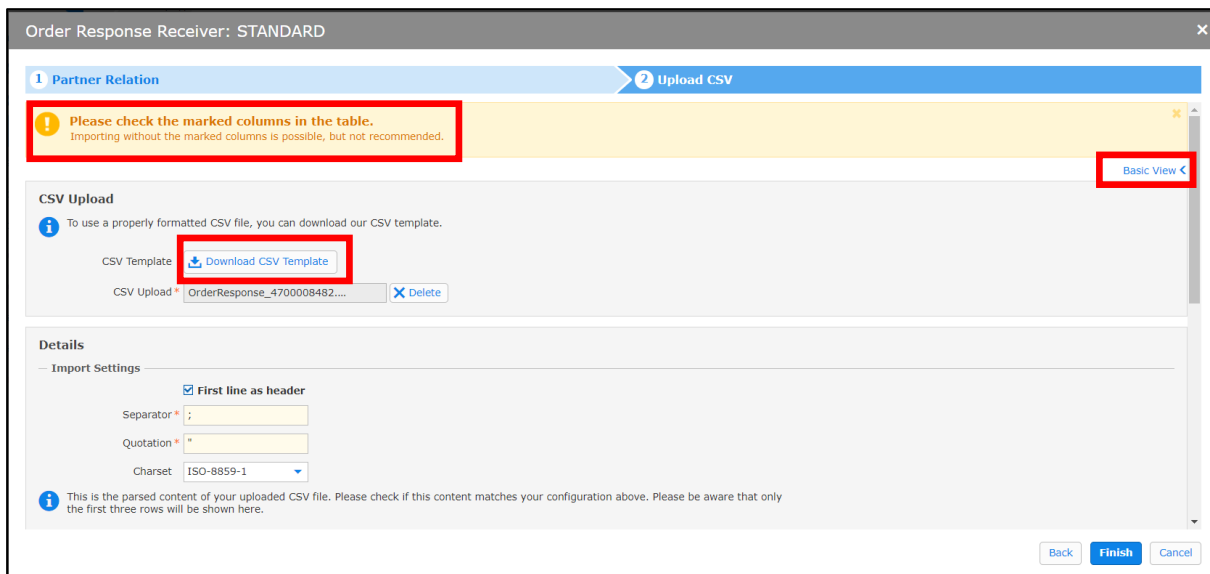 Order Response Receiver: STANDARD
1 Partner Relation
2 Upload CSV
Please check the marked columns in the table.
Importing without the marked columns is possible, but not recommended.
Basic View
CSV Upload
To use a properly formatted CSV file, you can download our CSV template.
CSV Template
Download CSV Template
CSV Upload *
OrderResponse_4700008482....
Delete
Details
Import Settings
First line as header
Separator * ;
Quotation * "
Charset ISO-8859-1
This is the parsed content of your uploaded CSV file. Please check if this content matches your configuration above. Please be aware that only
the first three rows will be shown here.
Back Finish Cancel